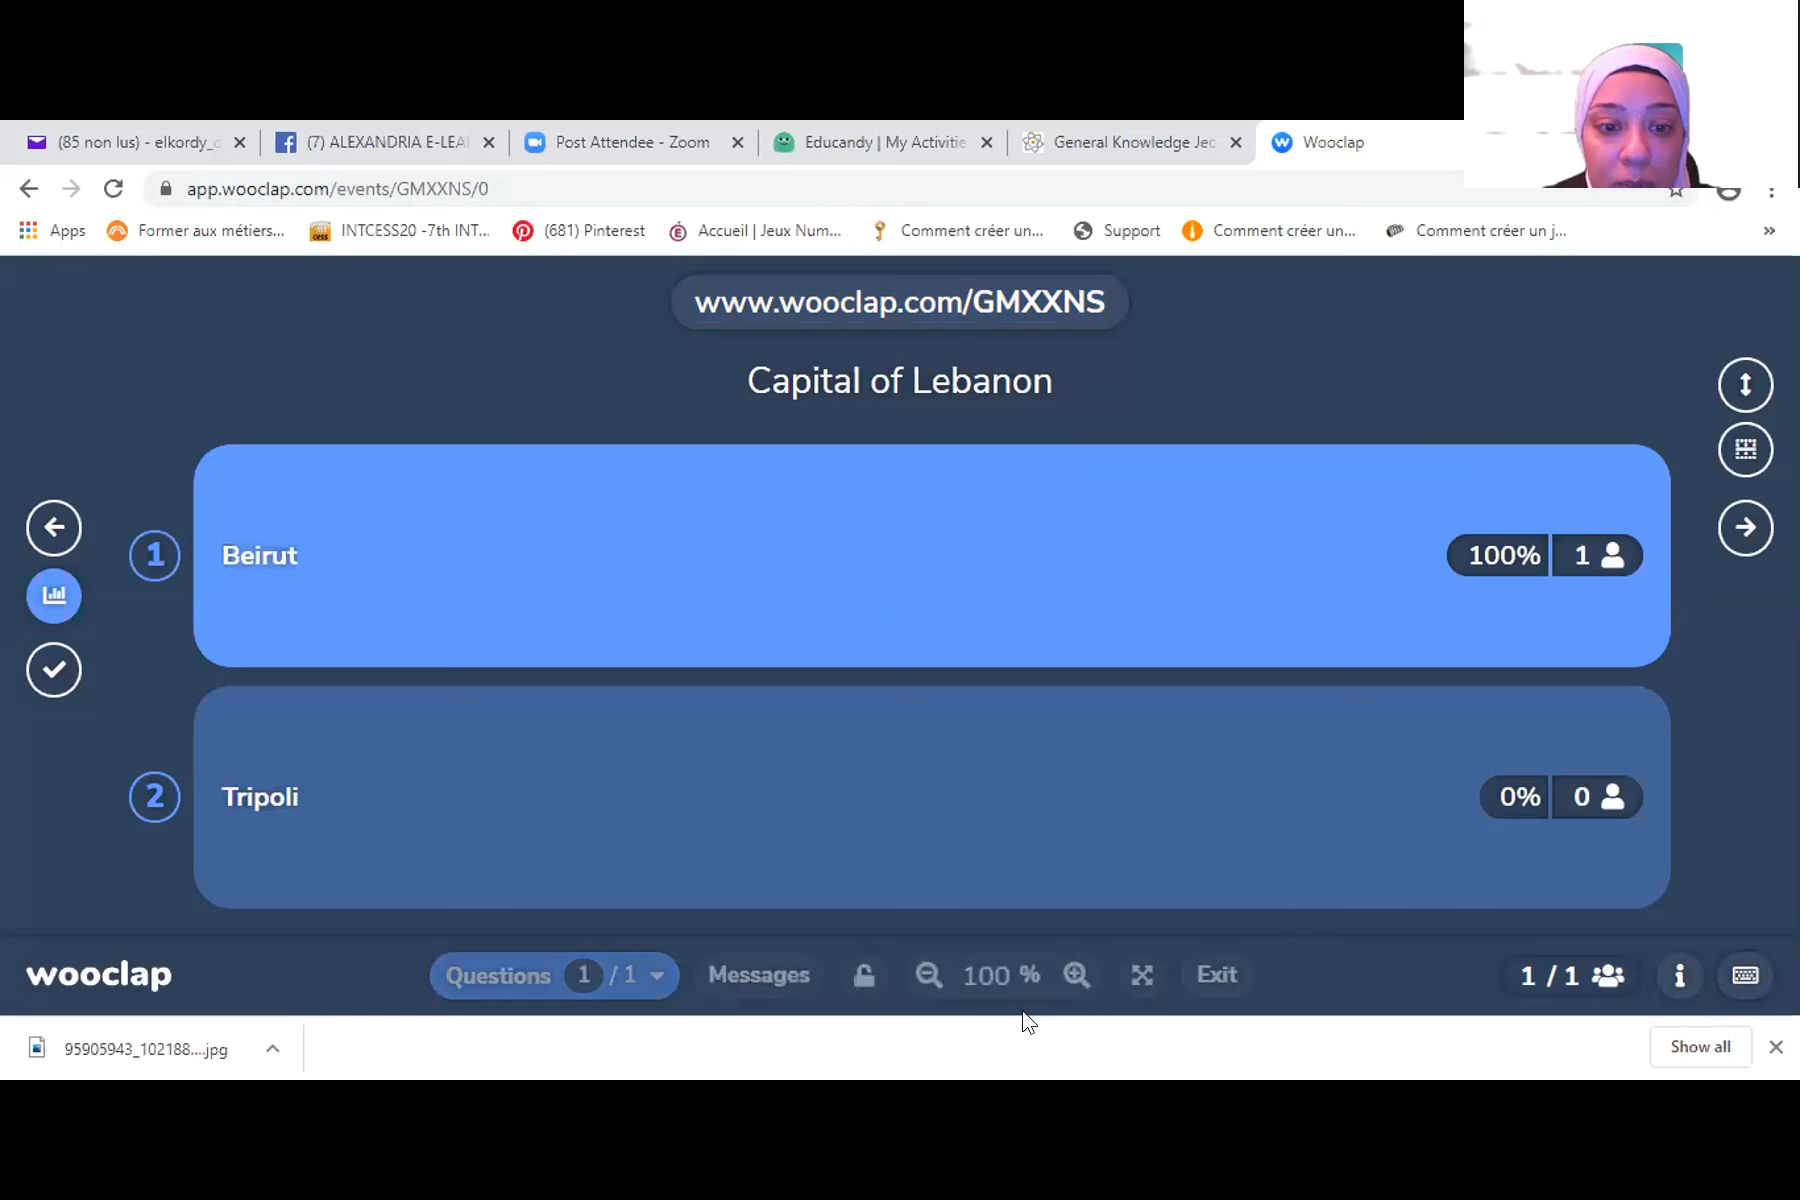 (85 non lus) - elkordy_
(7) ALEXANDRIA E-LEA
Post Attendee - Zoom
Educandy | My Activitie
General Knowledge Jec
Wooclap
app.wooclap.com/events/GMXXNS/0
Apps
Former aux métiers...
INTCESS20 -7th INT...
(681) Pinterest
Accueil | Jeux Num...
Comment créer un...
Support
Comment créer un...
Comment créer un j...
www.wooclap.com/GMXXNS
Capital of Lebanon
1 Beirut 100% 1
2 Tripoli 0% 0
wooclap
Questions 1 / 1
Messages
100 %
Exit
1 / 1
95905943_102188....jpg
Show all